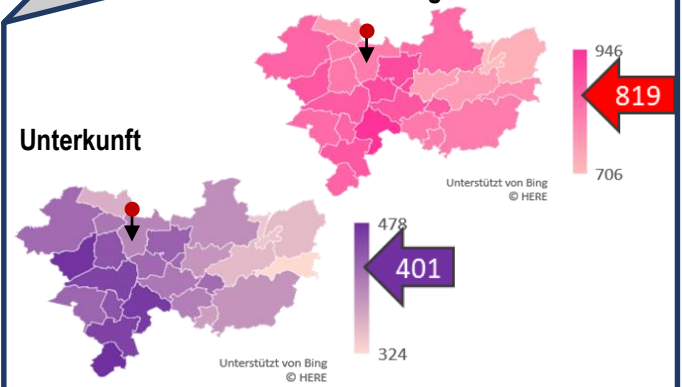 946
819
706
Unterstützt von Bing
© HERE
Unterkunft
478
401
324
Unterstützt von Bing
© HERE